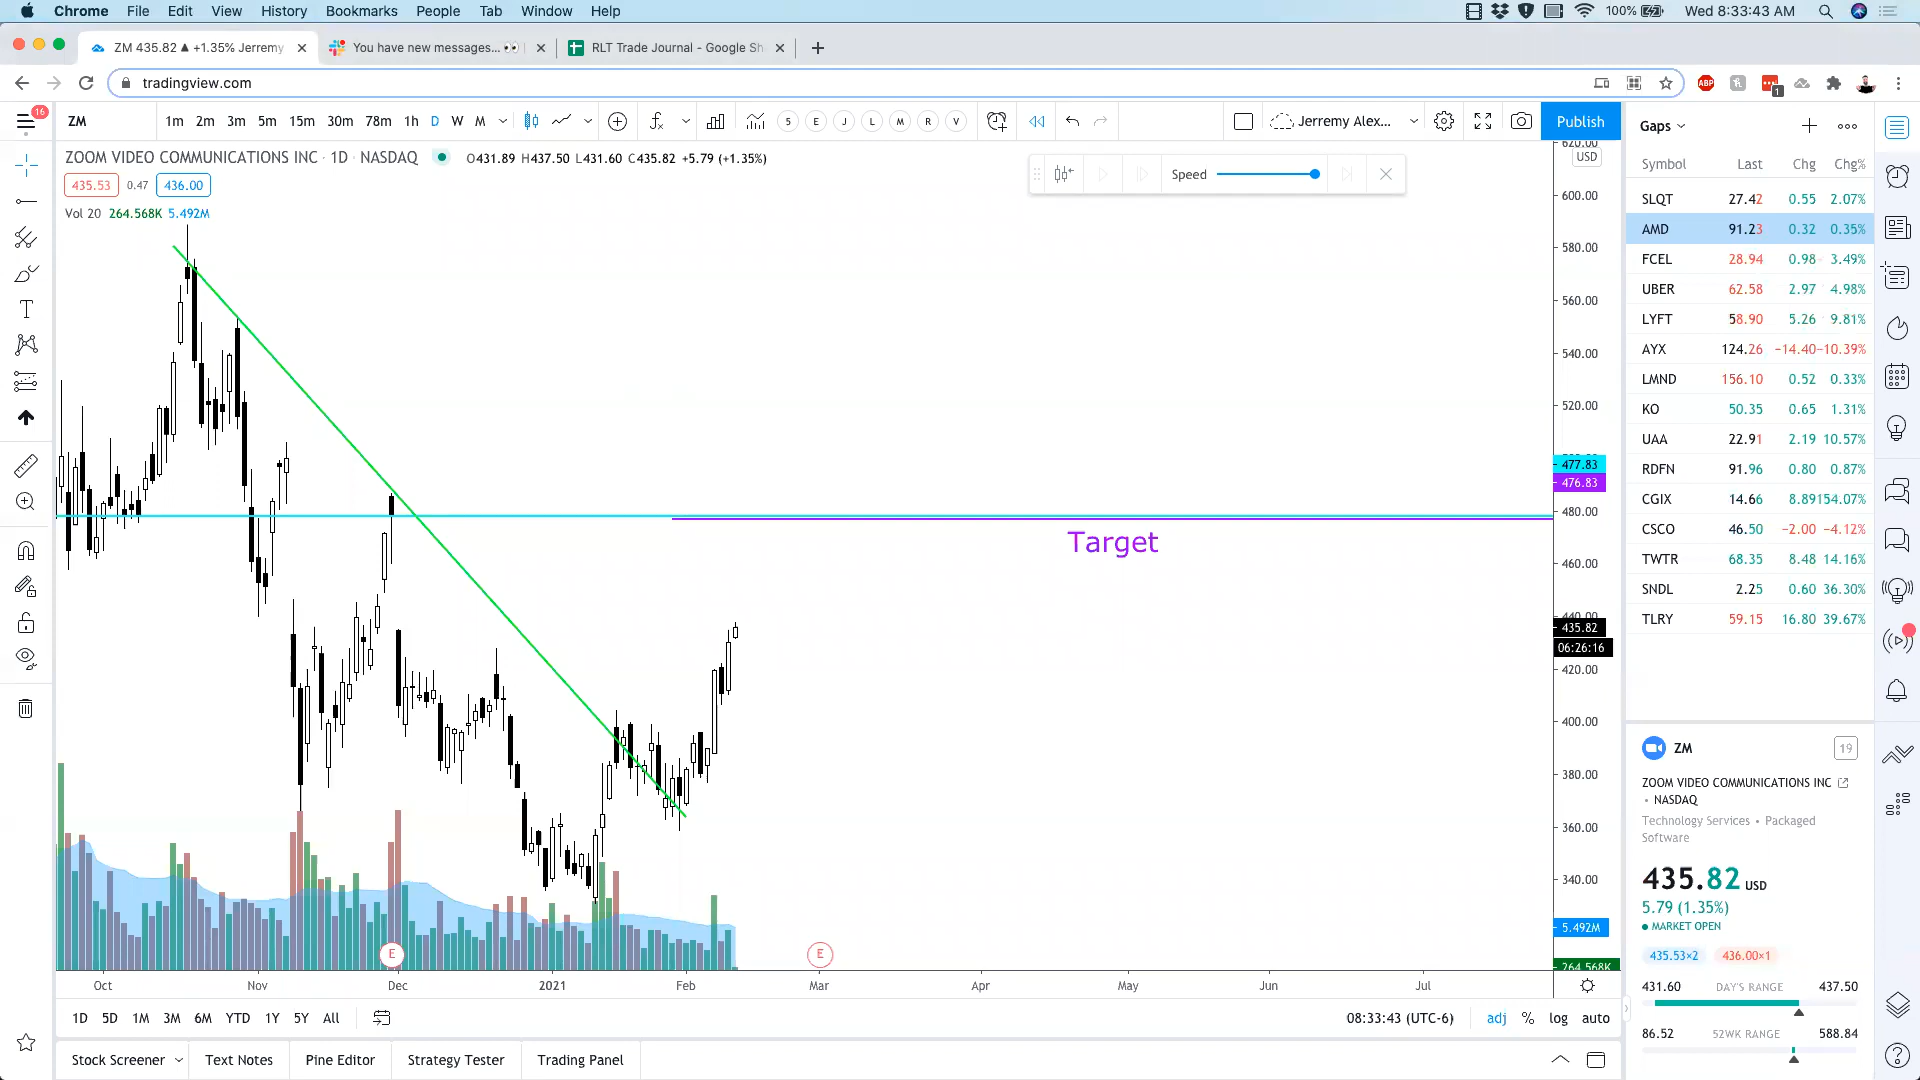 Chrome File Edit View History Bookmarks People Tab Window Help 100% Wed 8:33:43 AM
ZM 435.82 ▲ +1.35% Jerremy You have new messages... RLT Trade Journal - Google Sh
tradingview.com ABP 1
16 ZM 1m 2m 3m 5m 15m 30m 78m 1h D W M S E J L M R V Jerremy Alex... Publish
Gaps
ZOOM VIDEO COMMUNICATIONS INC · 1D · NASDAQ O431.89 H437.50 L431.60 C435.82 +5.79 (+1.35%)
435.53 0.47 436.00
Vol 20 264.568K 5.492M
Speed
USD
620.00
600.00
580.00
560.00
540.00
520.00
477.83
476.83
480.00
460.00
440.00
435.82
06:26:16
420.00
400.00
380.00
360.00
340.00
5.492M
264.568K
Target
E E
Oct Nov Dec 2021 Feb Mar Apr May Jun Jul
1D 5D 1M 3M 6M YTD 1Y 5Y All 08:33:43 (UTC-6) adj % log auto
Stock Screener Text Notes Pine Editor Strategy Tester Trading Panel
Symbol Last Chg Chg%
SLQT 27.42 0.55 2.07%
AMD 91.23 0.32 0.35%
FCEL 28.94 0.98 3.49%
UBER 62.58 2.97 4.98%
LYFT 58.90 5.26 9.81%
AYX 124.26 −14.40 −10.39%
LMND 156.10 0.52 0.33%
KO 50.35 0.65 1.31%
UAA 22.91 2.19 10.57%
RDFN 91.96 0.80 0.87%
CGIX 14.66 8.89 154.07%
CSCO 46.50 −2.00 −4.12%
TWTR 68.35 8.48 14.16%
SNDL 2.25 0.60 36.30%
TLRY 59.15 16.80 39.67%
ZM 19
ZOOM VIDEO COMMUNICATIONS INC
• NASDAQ
Technology Services • Packaged
Software
435.82 USD
5.79 (1.35%)
MARKET OPEN
435.53×2 436.00×1
431.60 DAY'S RANGE 437.50
86.52 52WK RANGE 588.84